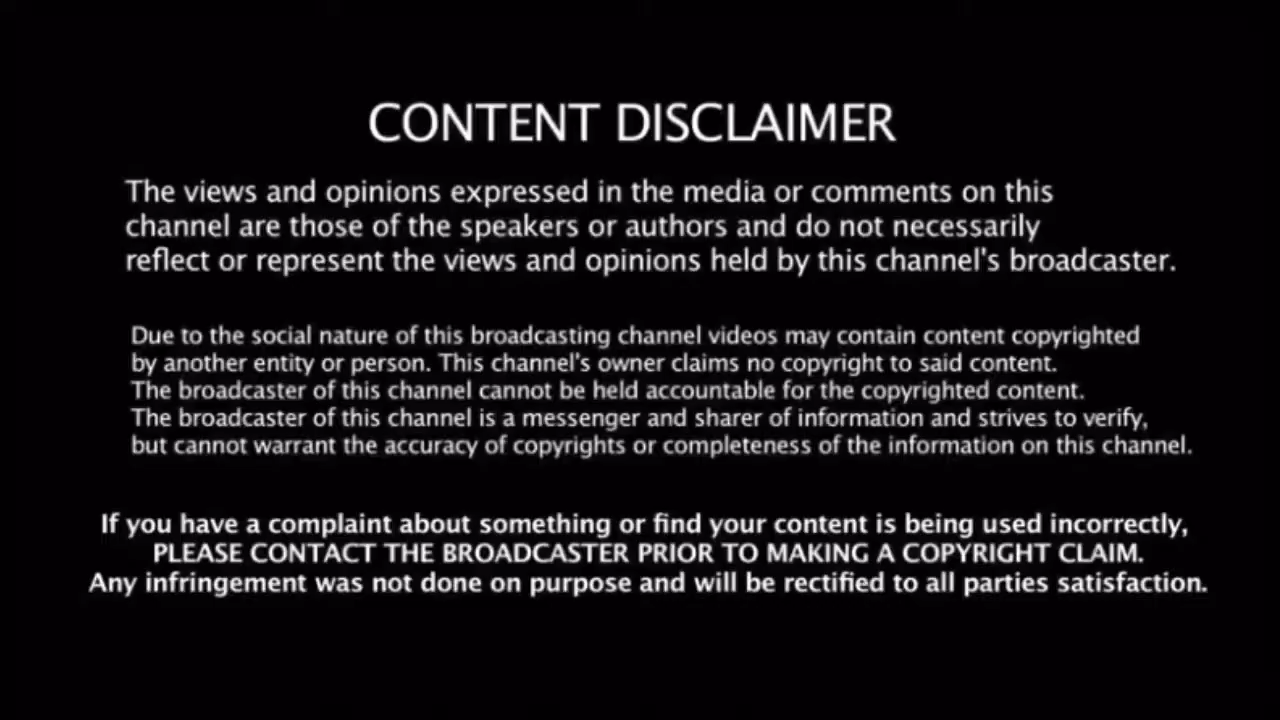 CONTENT DISCLAIMER
The views and opinions expressed in the media or comments on this
channel are those of the speakers or authors and do not necessarily
reflect or represent the views and opinions held by this channel's broadcaster.
Due to the social nature of this broadcasting channel videos may contain content copyrighted
by another entity or person. This channel's owner claims no copyright to said content.
The broadcaster of this channel cannot be held accountable for the copyrighted content.
The broadcaster of this channel is a messenger and sharer of information and strives to verify,
but cannot warrant the accuracy of copyrights or completeness of the information on this channel.
If you have a complaint about something or find your content is being used incorrectly,
PLEASE CONTACT THE BROADCASTER PRIOR TO MAKING A COPYRIGHT CLAIM.
Any infringement was not done on purpose and will be rectified to all parties satisfaction.